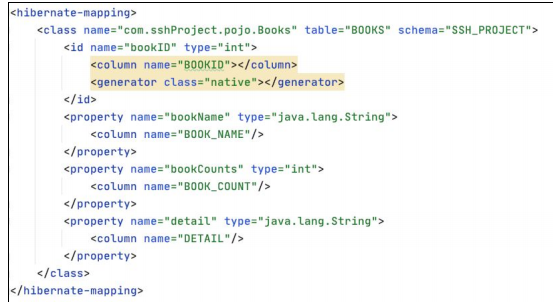 <hibernate-mapping>
<class name="com.sshProject.pojo.Books" table="BOOKS" schema="SSH_PROJECT">
<id name="bookID" type="int">
<column name="BOOKID"></column>
<generator class="native"></generator>
</id>
<property name="bookName" type="java.lang.String">
<column name="BOOK_NAME"/>
</property>
<property name="bookCounts" type="int">
<column name="BOOK_COUNT"/>
</property>
<property name="detail" type="java.lang.String">
<column name="DETAIL"/>
</property>
</class>
</hibernate-mapping>